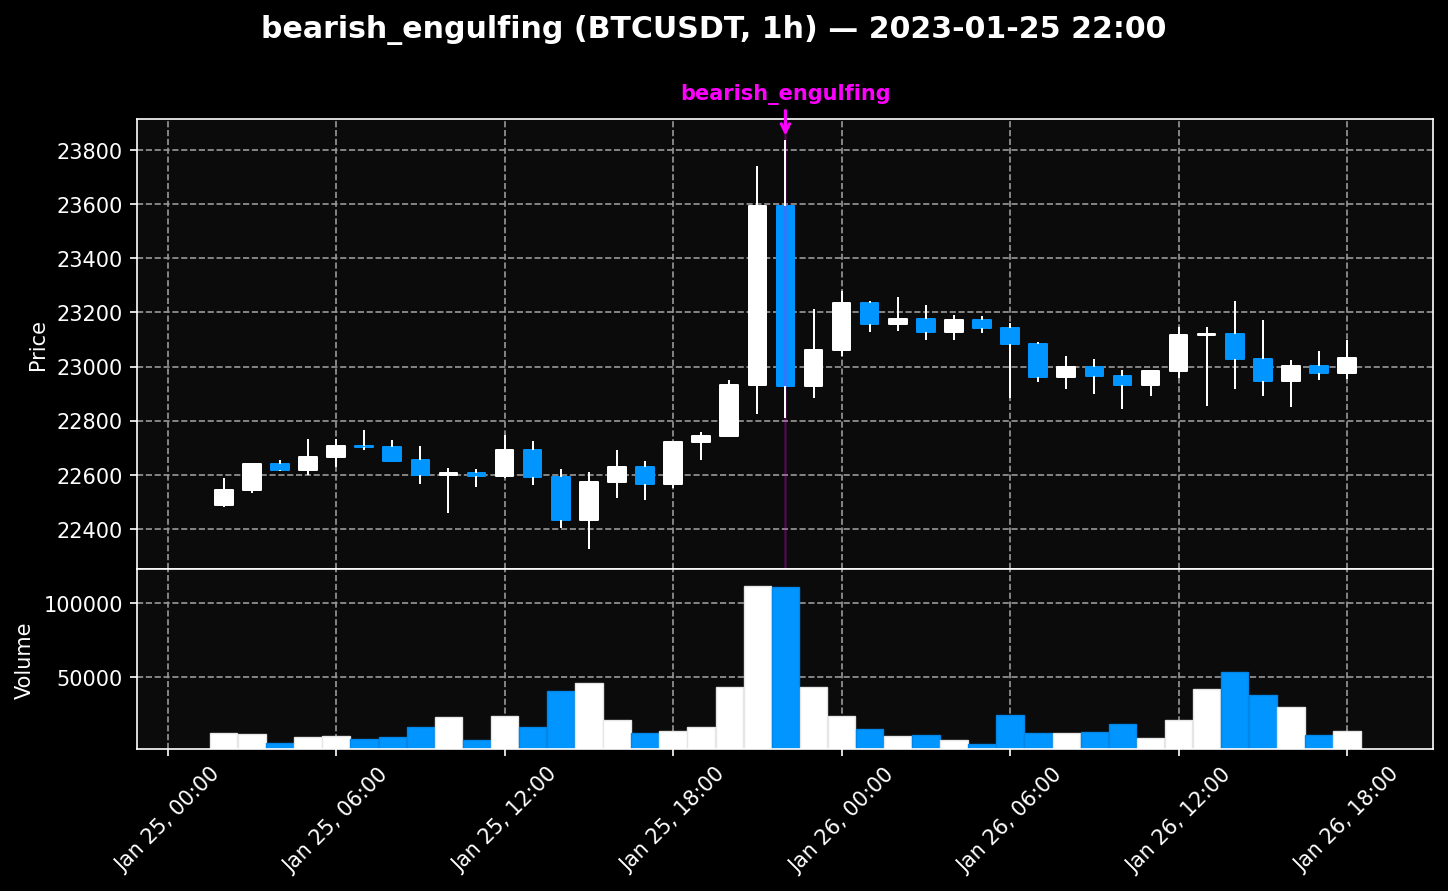 bearish_engulfing (BTCUSDT, 1h) — 2023-01-25 22:00
bearish_engulfing
Price
23800
23600
23400
23200
23000
22800
22600
22400
Volume
100000
50000
Jan 25, 00:00
Jan 25, 06:00
Jan 25, 12:00
Jan 25, 18:00
Jan 26, 00:00
Jan 26, 06:00
Jan 26, 12:00
Jan 26, 18:00